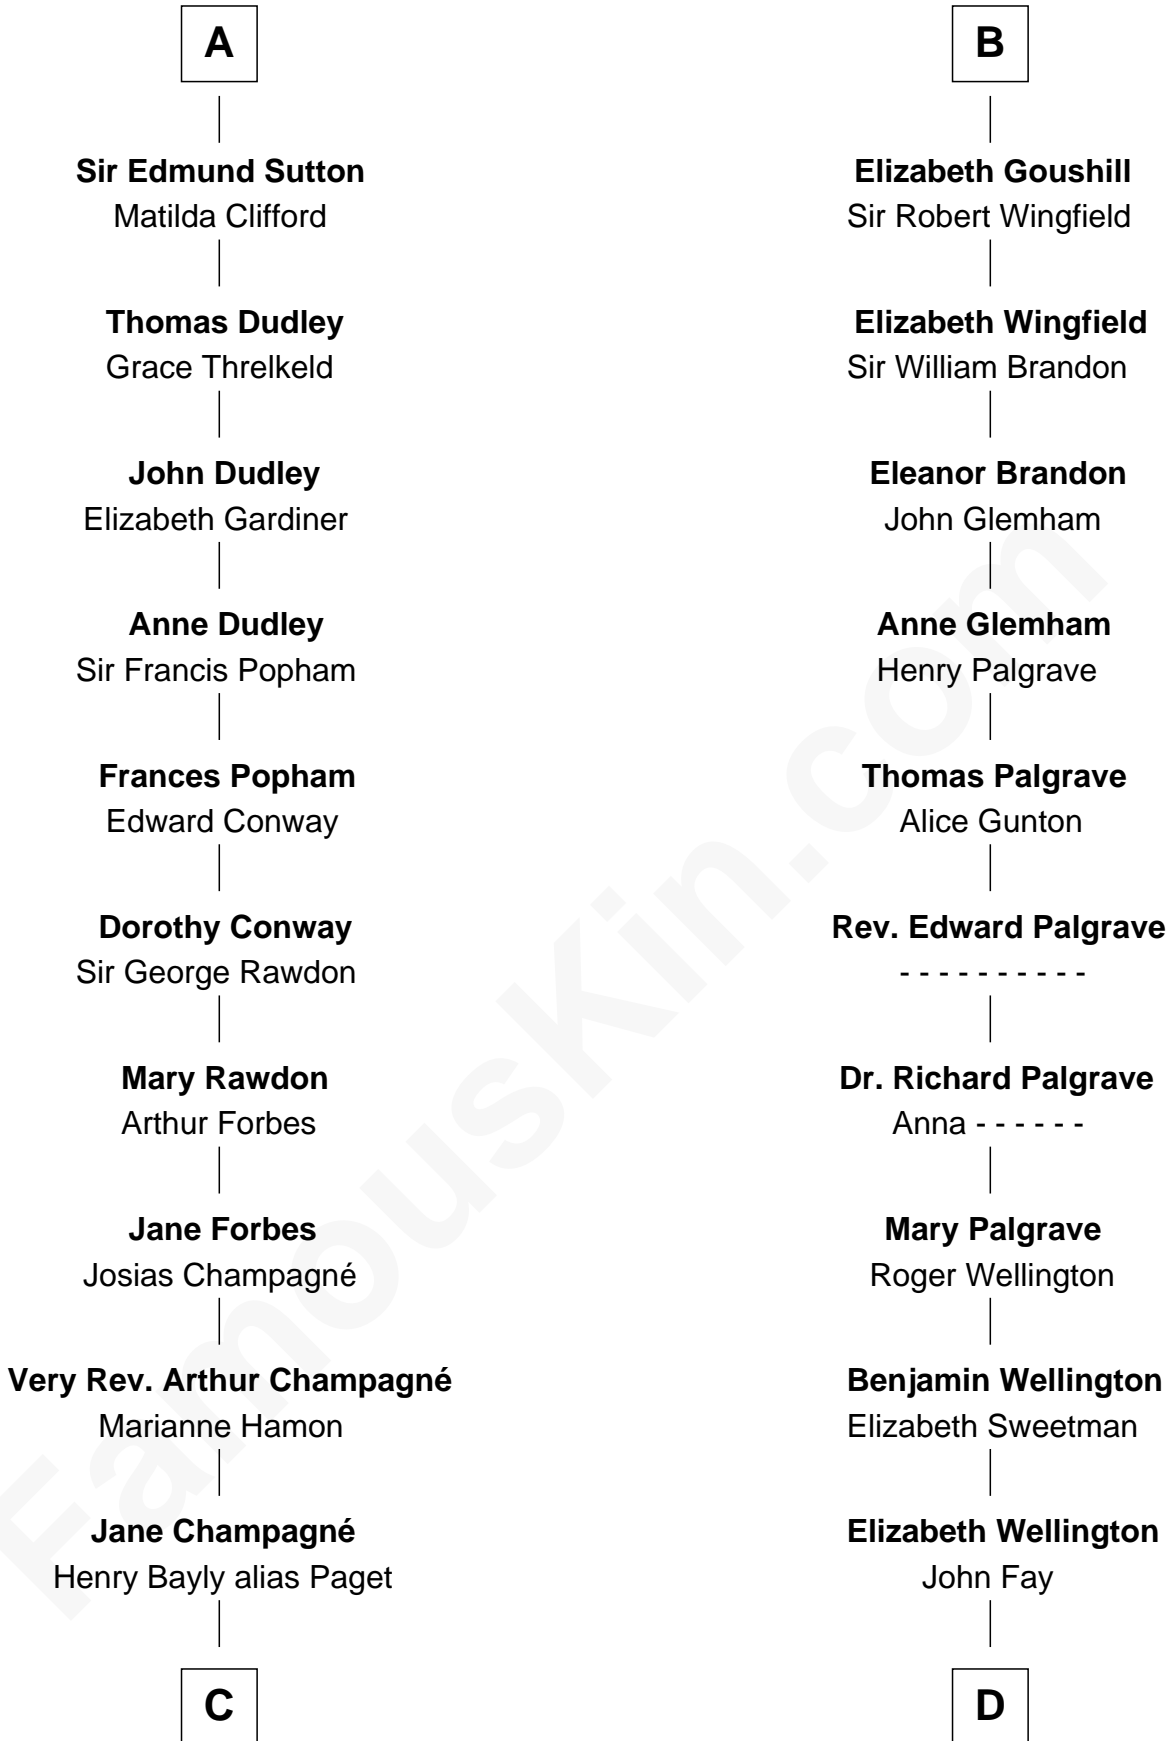 A
Sir Edmund Sutton
Matilda Clifford
Thomas Dudley
Grace Threlkeld
John Dudley
Elizabeth Gardiner
Anne Dudley
Sir Francis Popham
Frances Popham
Edward Conway
Dorothy Conway
Sir George Rawdon
Mary Rawdon
Arthur Forbes
Jane Forbes
Josias Champagné
Very Rev. Arthur Champagné
Marianne Hamon
Jane Champagné
Henry Bayly alias Paget
C
B
Elizabeth Goushill
Sir Robert Wingfield
Elizabeth Wingfield
Sir William Brandon
Eleanor Brandon
John Glemham
Anne Glemham
Henry Palgrave
Thomas Palgrave
Alice Gunton
Rev. Edward Palgrave
- - - - - - - - - -
Dr. Richard Palgrave
Anna - - - - - -
Mary Palgrave
Roger Wellington
Benjamin Wellington
Elizabeth Sweetman
Elizabeth Wellington
John Fay
D
FamousKin.com